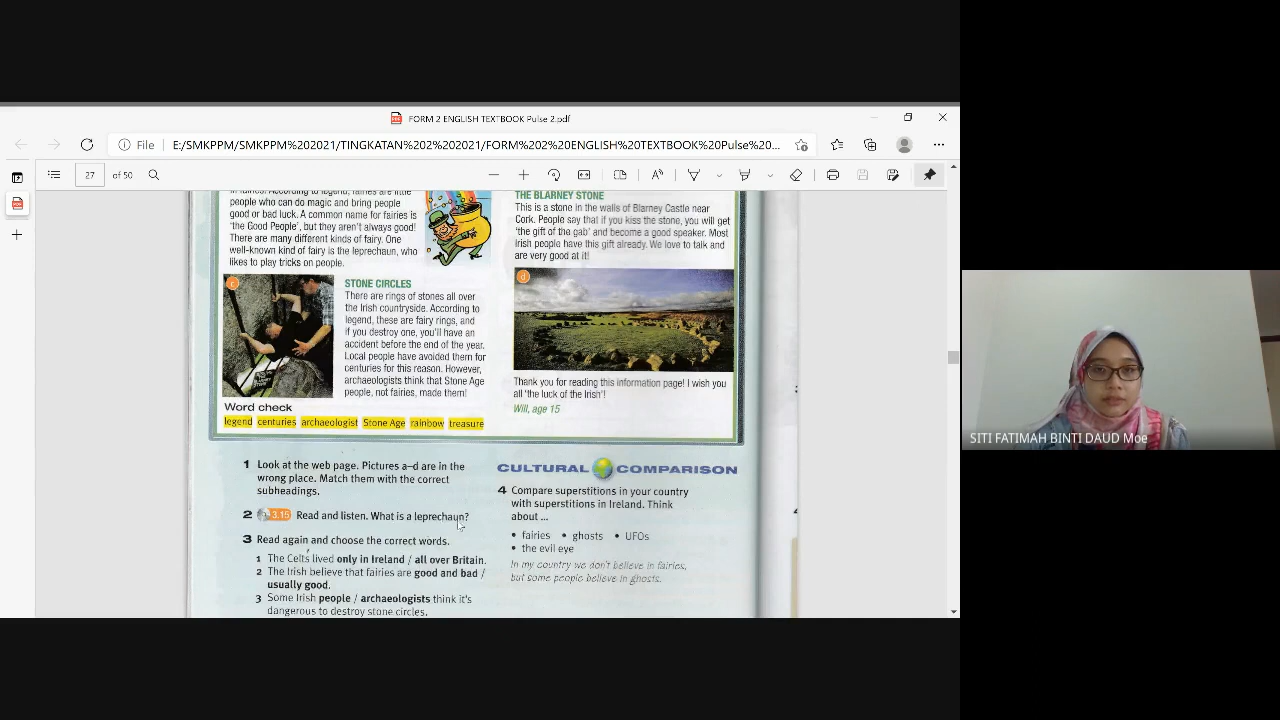 FORM 2 ENGLISH TEXTBOOK Pulse 2.pdf
File E:/SMKPPM/SMKPPM%202021/TINGKATAN%202%202021/FORM%202%20ENGLISH%20TEXTBOOK%20Pulse%20...
27 of 50
in fairies. According to legend, fairies are little
people who can do magic and bring people
good or bad luck. A common name for fairies is
'the Good People', but they aren't always good!
There are many different kinds of fairy. One
well-known kind of fairy is the leprechaun, who
likes to play tricks on people.
c
STONE CIRCLES
There are rings of stones all over
the Irish countryside. According to
legend, these are fairy rings, and
if you destroy one, you'll have an
accident before the end of the year.
Local people have avoided them for
centuries for this reason. However,
archaeologists think that Stone Age
people, not fairies, made them!
Word check
legend centuries archaeologist Stone Age rainbow treasure
THE BLARNEY STONE
This is a stone in the walls of Blarney Castle near
Cork. People say that if you kiss the stone, you will get
'the gift of the gab' and become a good speaker. Most
Irish people have this gift already. We love to talk and
are very good at it!
d
Thank you for reading this information page! I wish you
all 'the luck of the Irish'!
Will, age 15
1 Look at the web page. Pictures a–d are in the
wrong place. Match them with the correct
subheadings.
2 3.15 Read and listen. What is a leprechaun?
3 Read again and choose the correct words.
1 The Celts lived only in Ireland / all over Britain.
2 The Irish believe that fairies are good and bad /
usually good.
3 Some Irish people / archaeologists think it's
dangerous to destroy stone circles.
CULTURAL COMPARISON
4 Compare superstitions in your country
with superstitions in Ireland. Think
about ...
• fairies • ghosts • UFOs
• the evil eye
In my country we don't believe in fairies,
but some people believe in ghosts.
SITI FATIMAH BINTI DAUD Moe